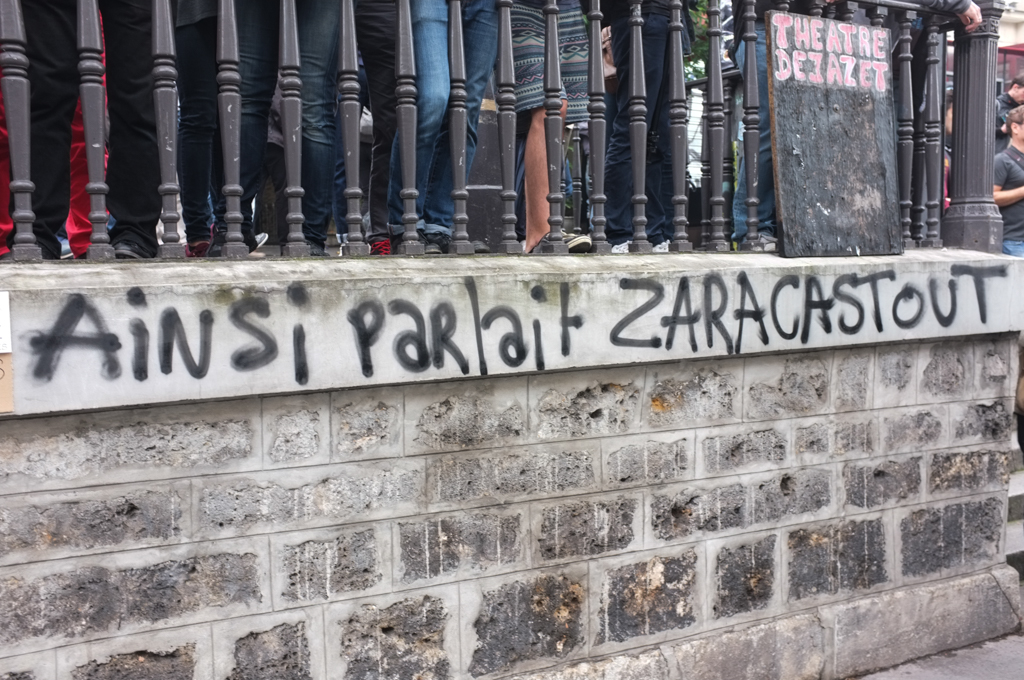 THEATRE
DEJAZET
AiNSi parlait ZARACASTOUT